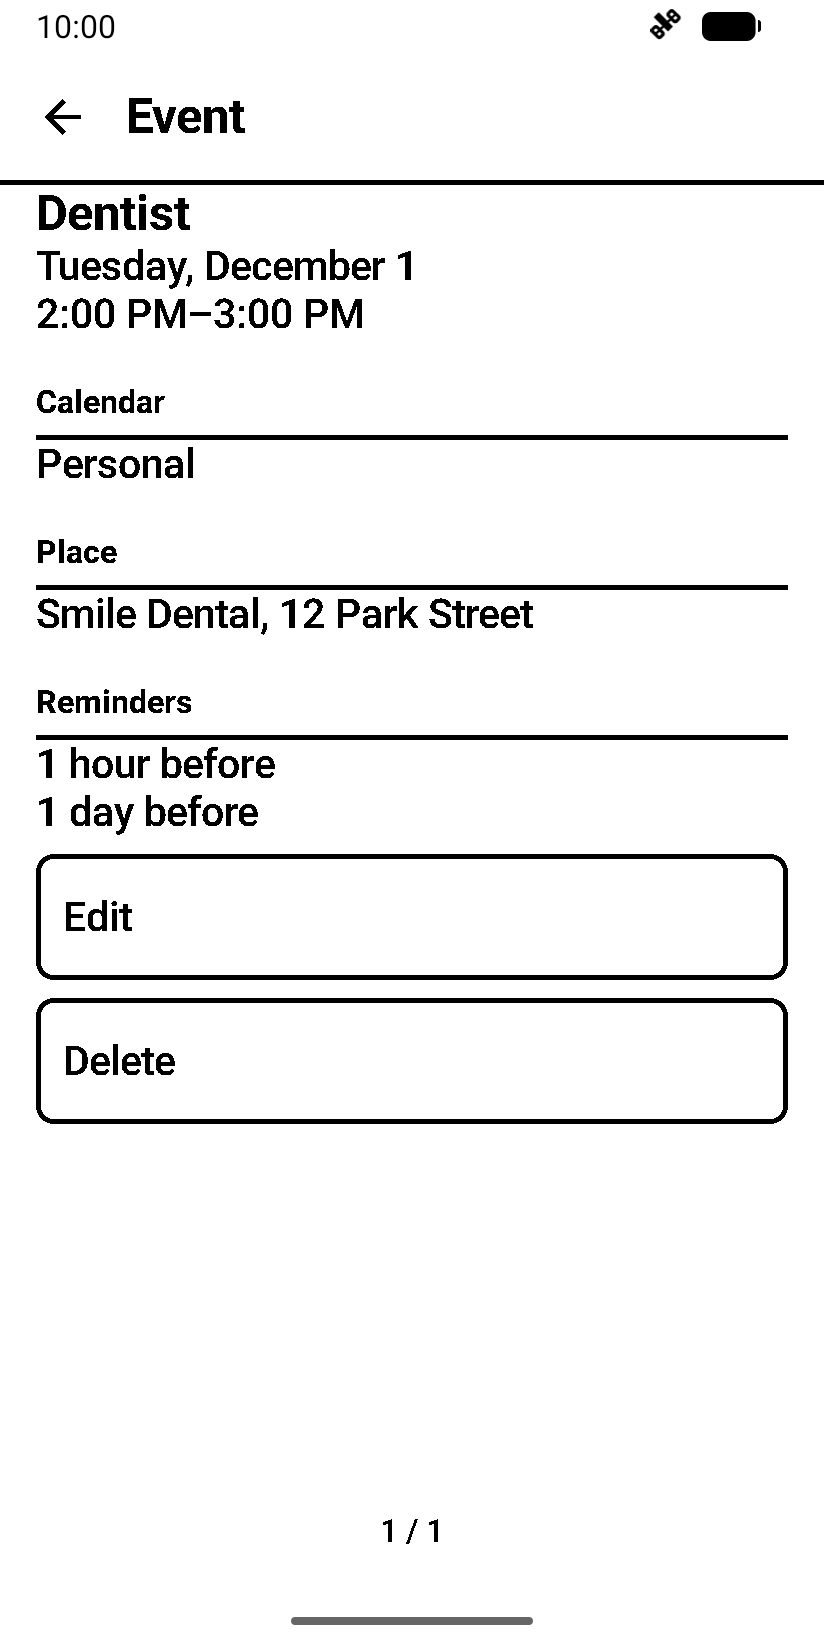 10:00
Event
Dentist
Tuesday, December 1
2:00 PM–3:00 PM
Calendar
Personal
Place
Smile Dental, 12 Park Street
Reminders
1 hour before
1 day before
Edit
Delete
1 / 1